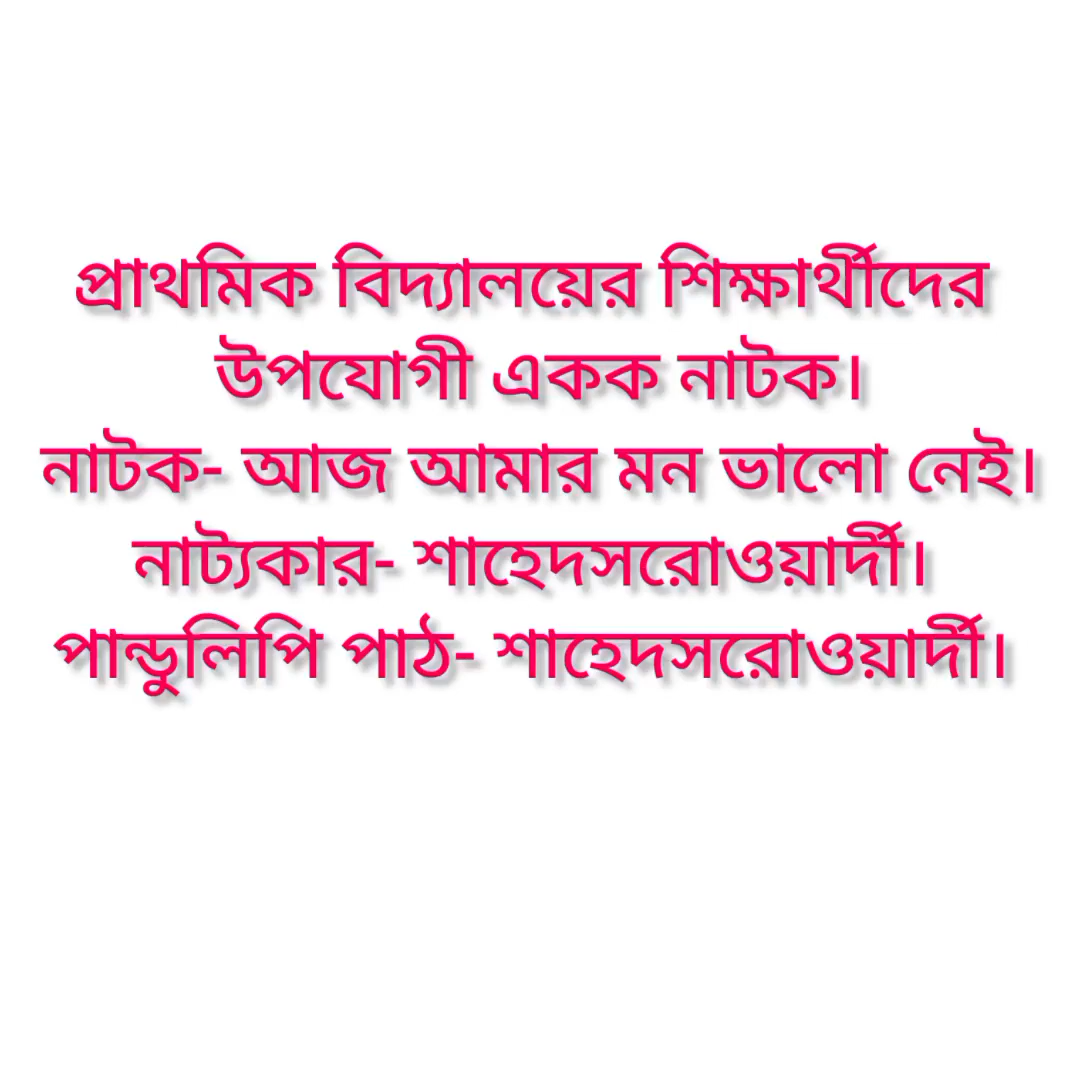 প্রাথমিক বিদ্যালয়ের শিক্ষার্থীদের
উপযোগী একক নাটক।
নাটক- আজ আমার মন ভালো নেই।
নাট্যকার- শাহেদসরোওয়ার্দী।
পান্ডুলিপি পাঠ- শাহেদসরোওয়ার্দী।